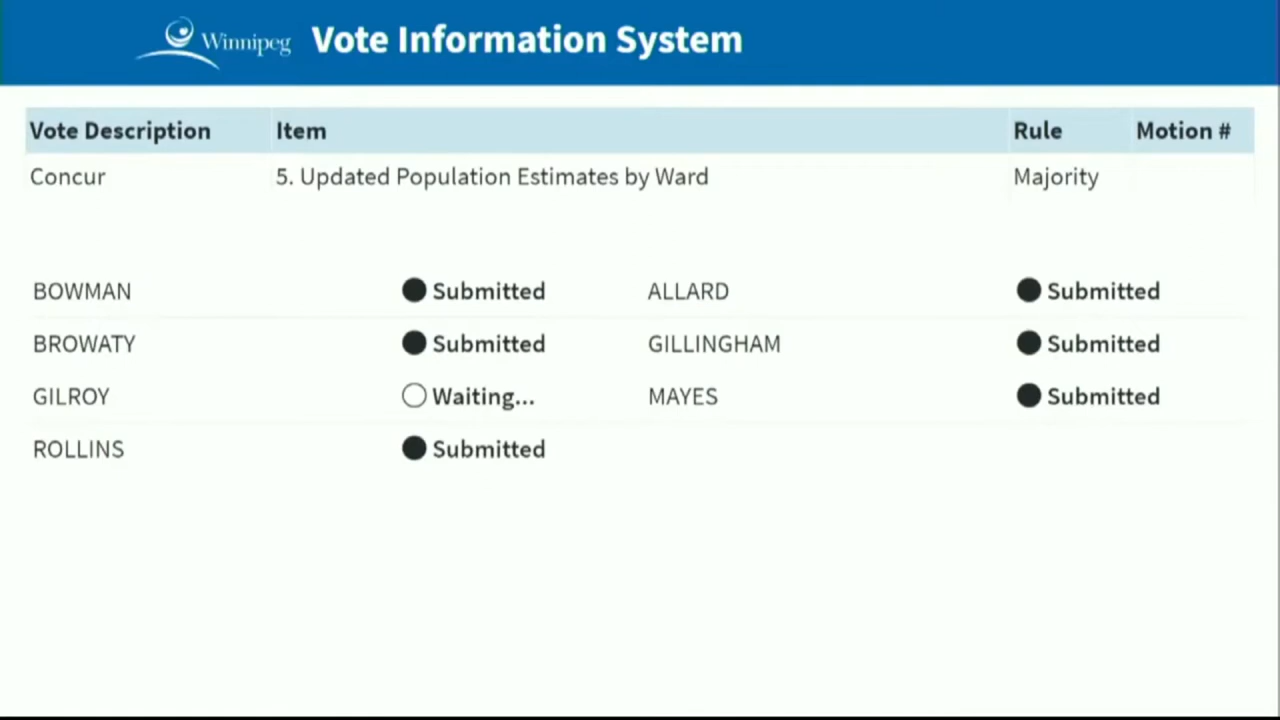 Winnipeg Vote Information System
Vote Description Item Rule Motion #
Concur 5. Updated Population Estimates by Ward Majority
BOWMAN Submitted ALLARD Submitted
BROWATY Submitted GILLINGHAM Submitted
GILROY Waiting... MAYES Submitted
ROLLINS Submitted